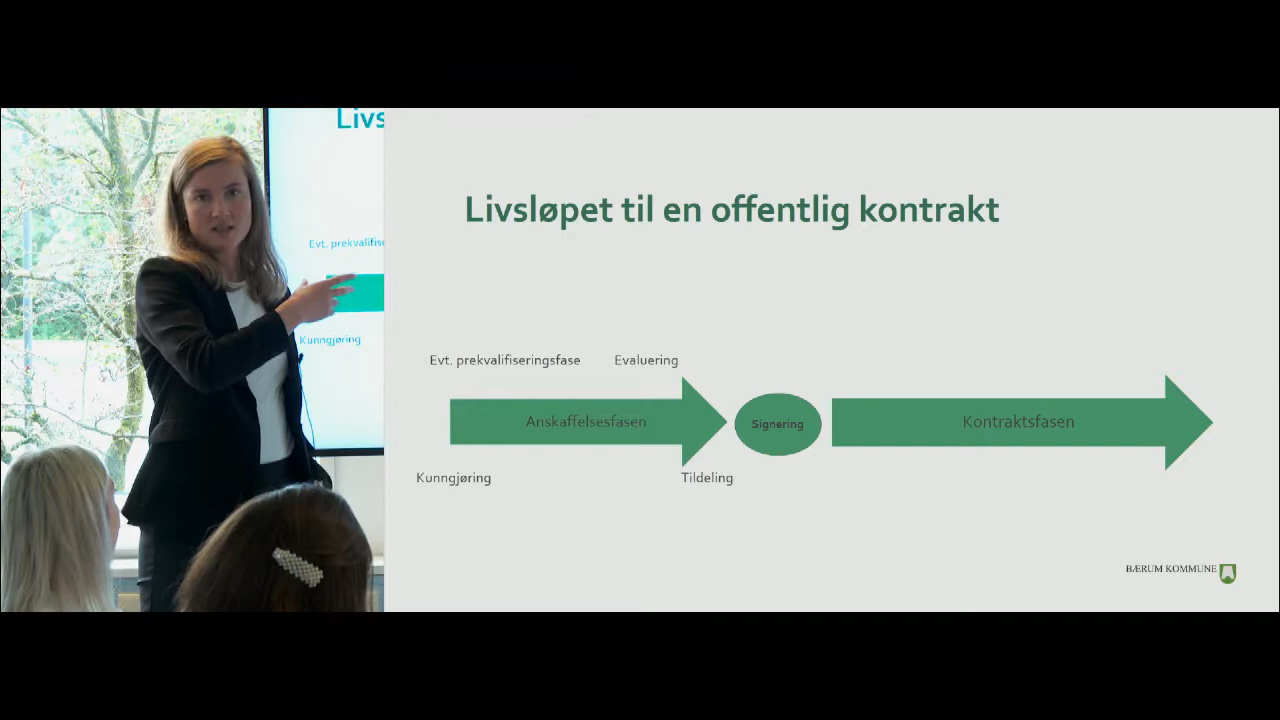 Livs
Evt. prekvalifise
Kunngjøring
Livsløpet til en offentlig kontrakt
Evt. prekvalifiseringsfase
Evaluering
Anskaffelsesfasen
Signering
Kontraktsfasen
Kunngjøring
Tildeling
BÆRUM KOMMUNE